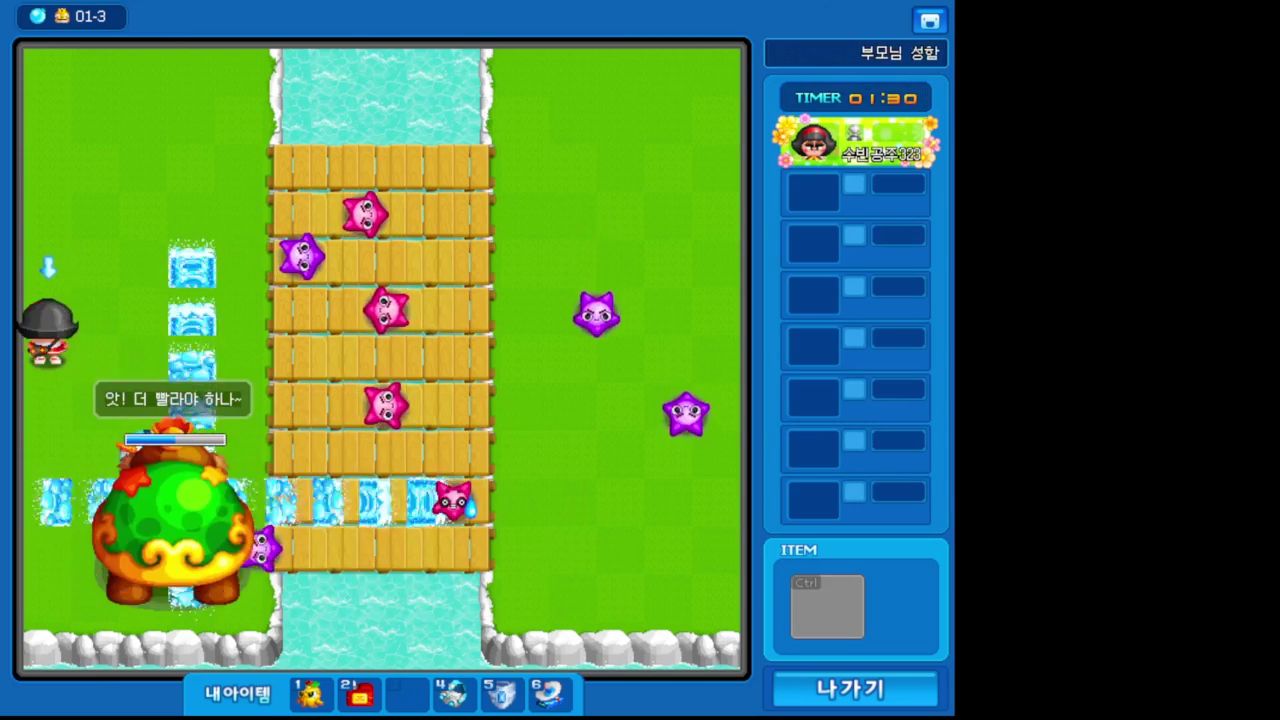 01-3
부모님 성함
TIMER 01:30
수빈공주323
앗! 더 빨라야 하나~
ITEM
Ctrl
내아이템
1
2
4
5
6
나가기